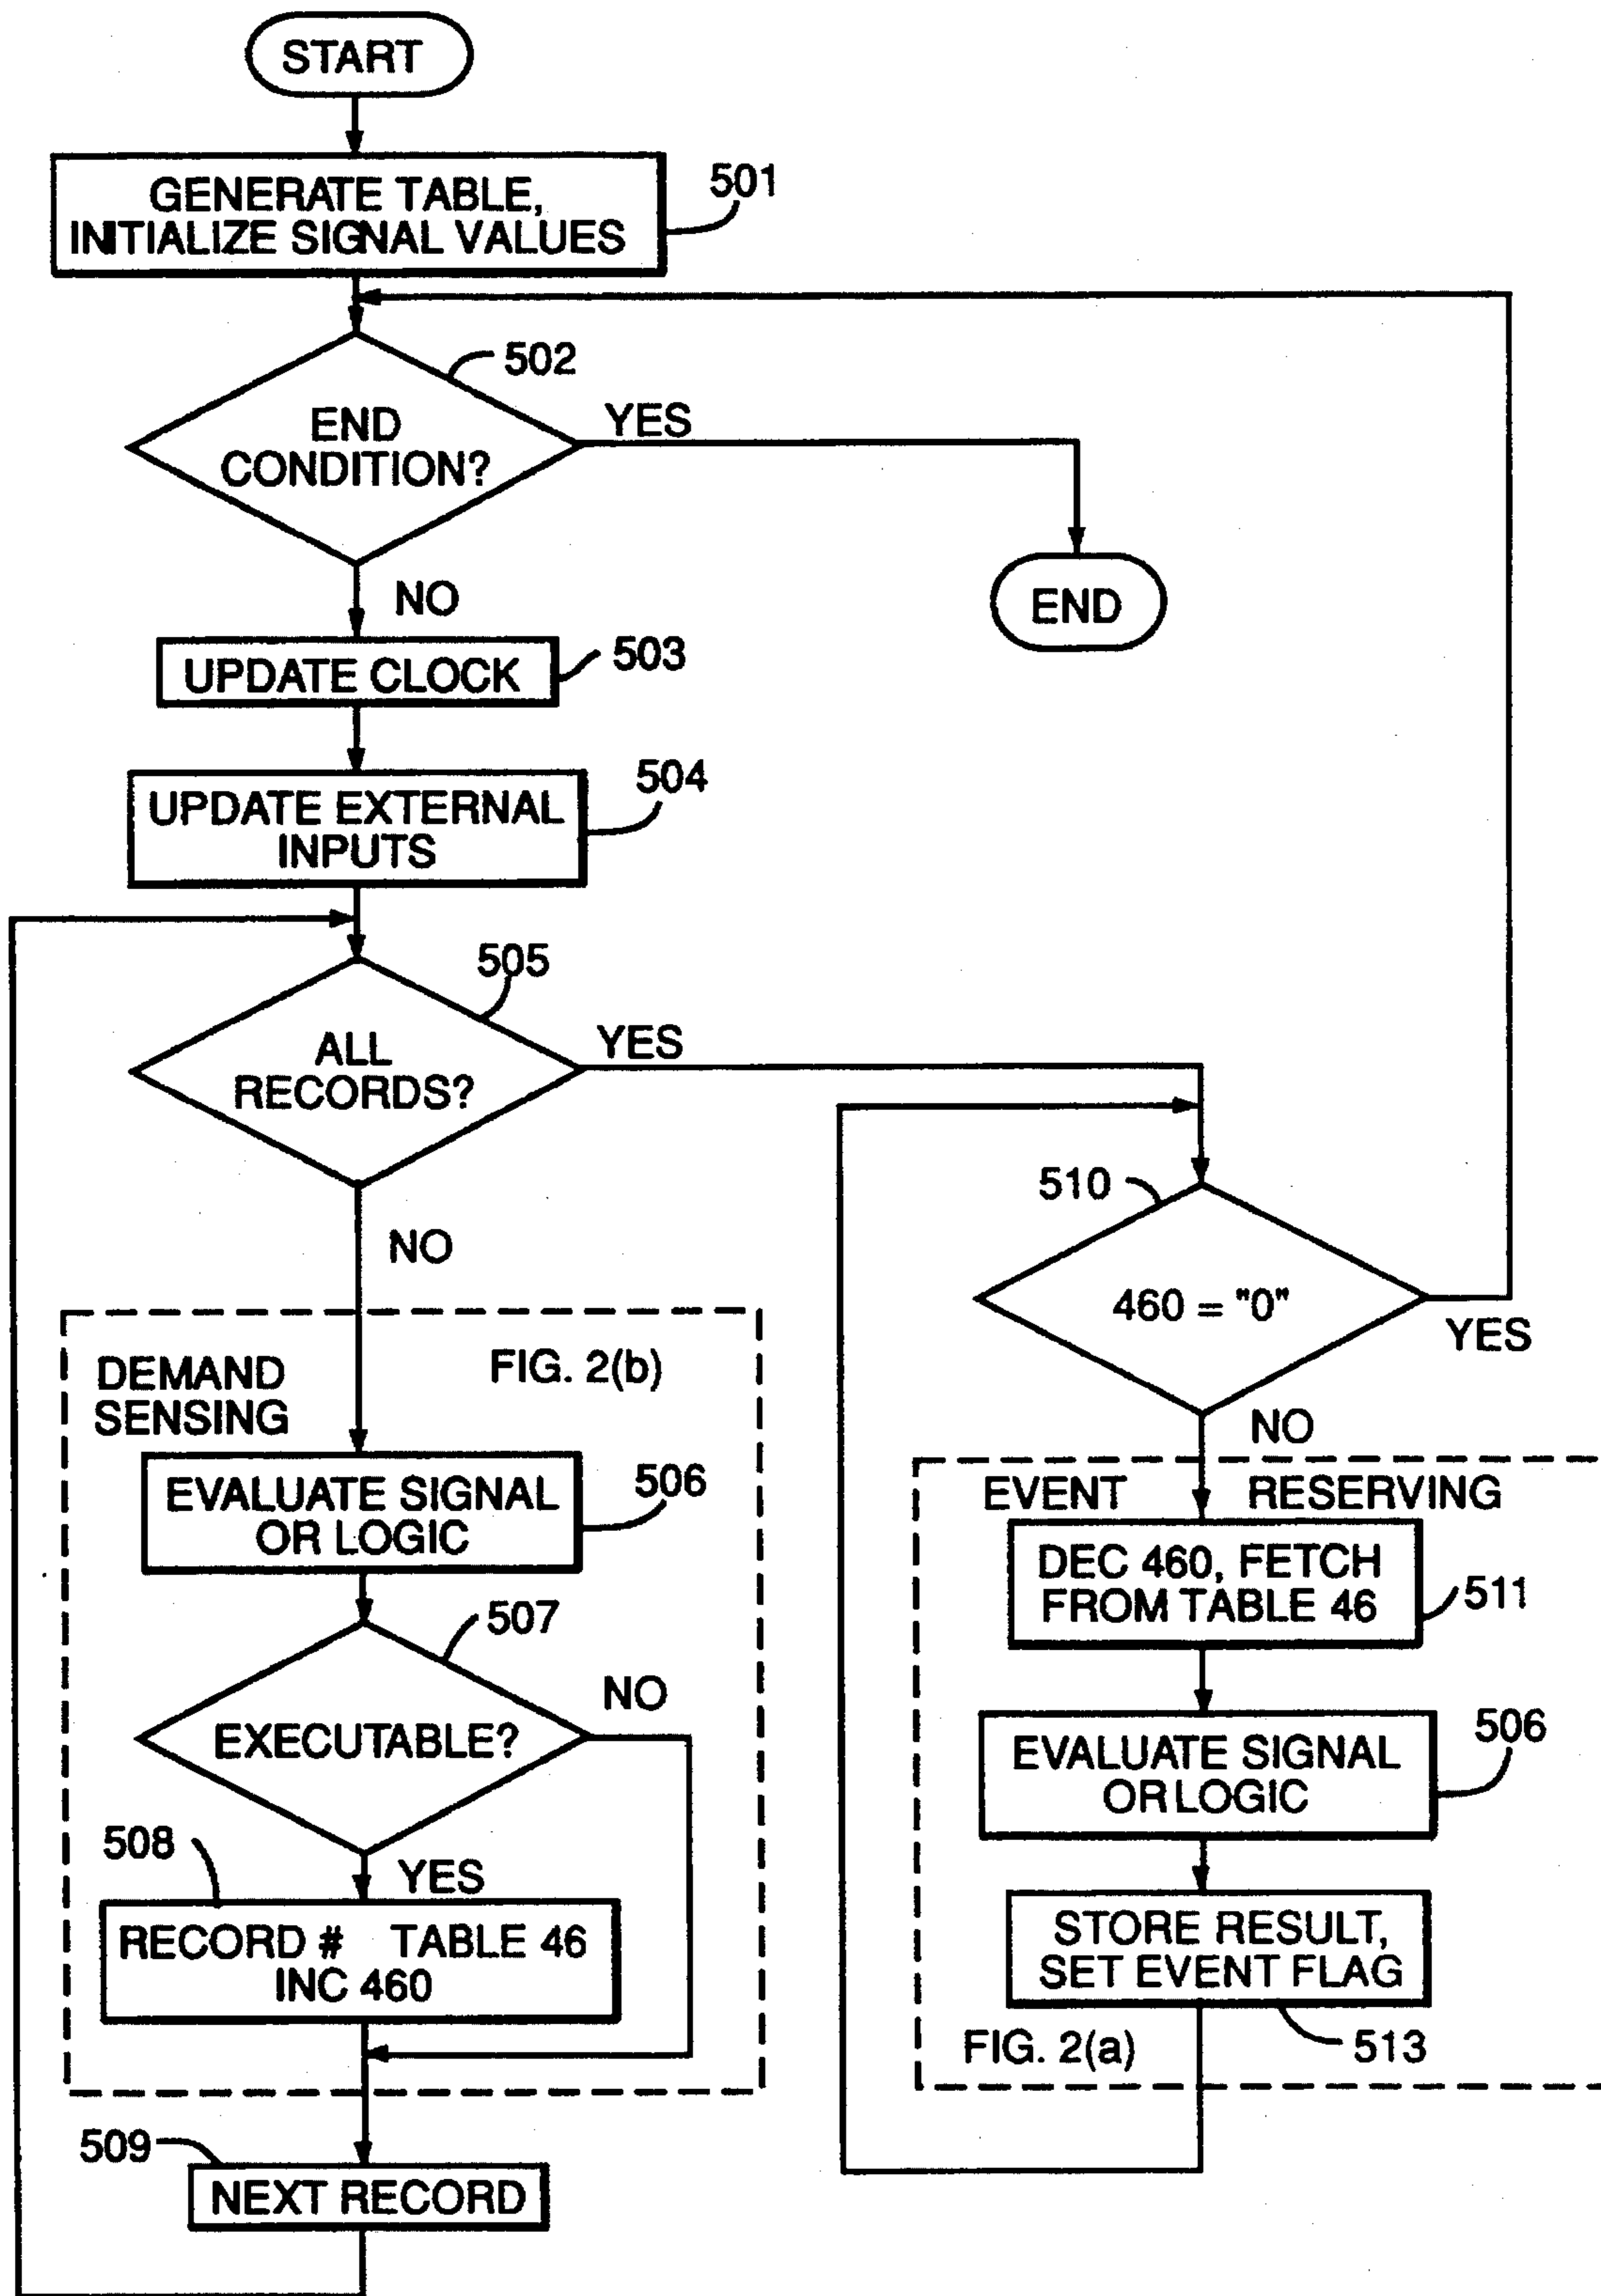 START
GENERATE TABLE,
INITIALIZE SIGNAL VALUES
501
502
END
CONDITION?
YES
NO
END
UPDATE CLOCK
503
UPDATE EXTERNAL
INPUTS
504
505
ALL
RECORDS?
YES
NO
510
460 = "0"
YES
NO
DEMAND
SENSING
FIG. 2(b)
EVALUATE SIGNAL
OR LOGIC
506
507
EXECUTABLE?
NO
YES
508
RECORD # TABLE 46
INC 460
509
NEXT RECORD
EVENT RESERVING
DEC 460, FETCH
FROM TABLE 46
511
EVALUATE SIGNAL
OR LOGIC
506
STORE RESULT,
SET EVENT FLAG
513
FIG. 2(a)